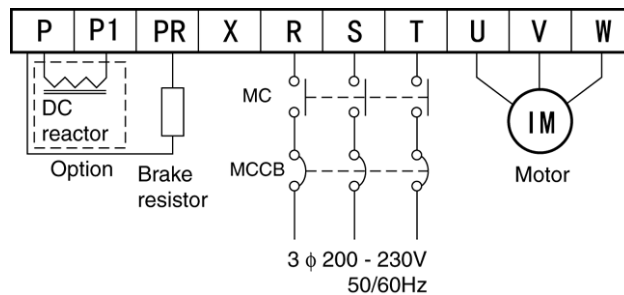 P P1 PR X R S T U V W
DC
reactor
Option
Brake
resistor
MC
MCCB
IM
Motor
3 ϕ 200 - 230V
50/60Hz